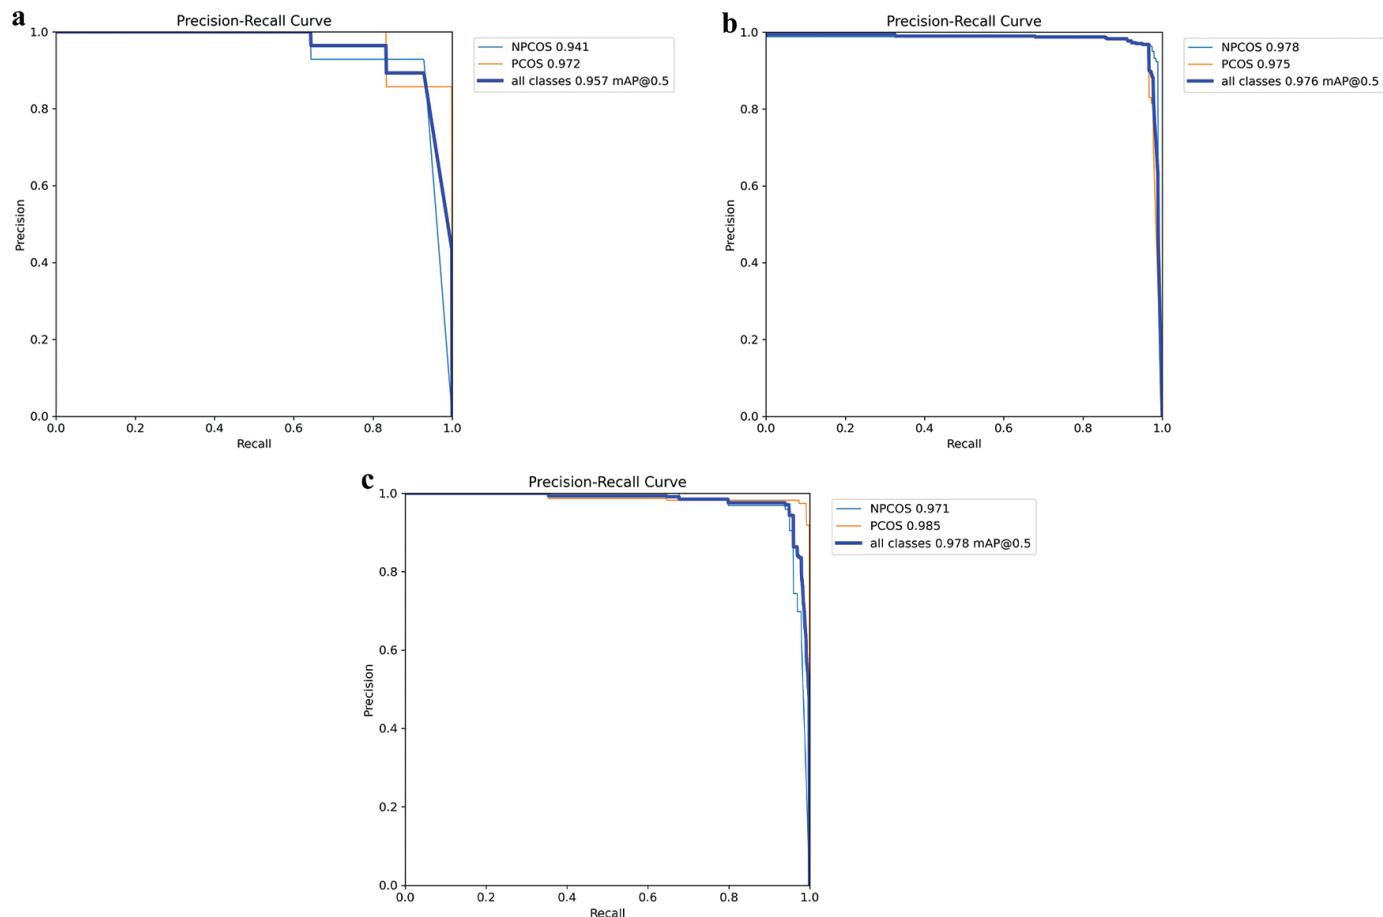 a
Precision-Recall Curve
1.0
0.8
0.6
0.4
0.2
0.0
Precision
0.0 0.2 0.4 0.6 0.8 1.0
Recall
NPCOS 0.941
PCOS 0.972
all classes 0.957 mAP@0.5
b
Precision-Recall Curve
1.0
0.8
0.6
0.4
0.2
0.0
Precision
0.0 0.2 0.4 0.6 0.8 1.0
Recall
NPCOS 0.978
PCOS 0.975
all classes 0.976 mAP@0.5
c
Precision-Recall Curve
1.0
0.8
0.6
0.4
0.2
0.0
Precision
0.0 0.2 0.4 0.6 0.8 1.0
Recall
NPCOS 0.971
PCOS 0.985
all classes 0.978 mAP@0.5